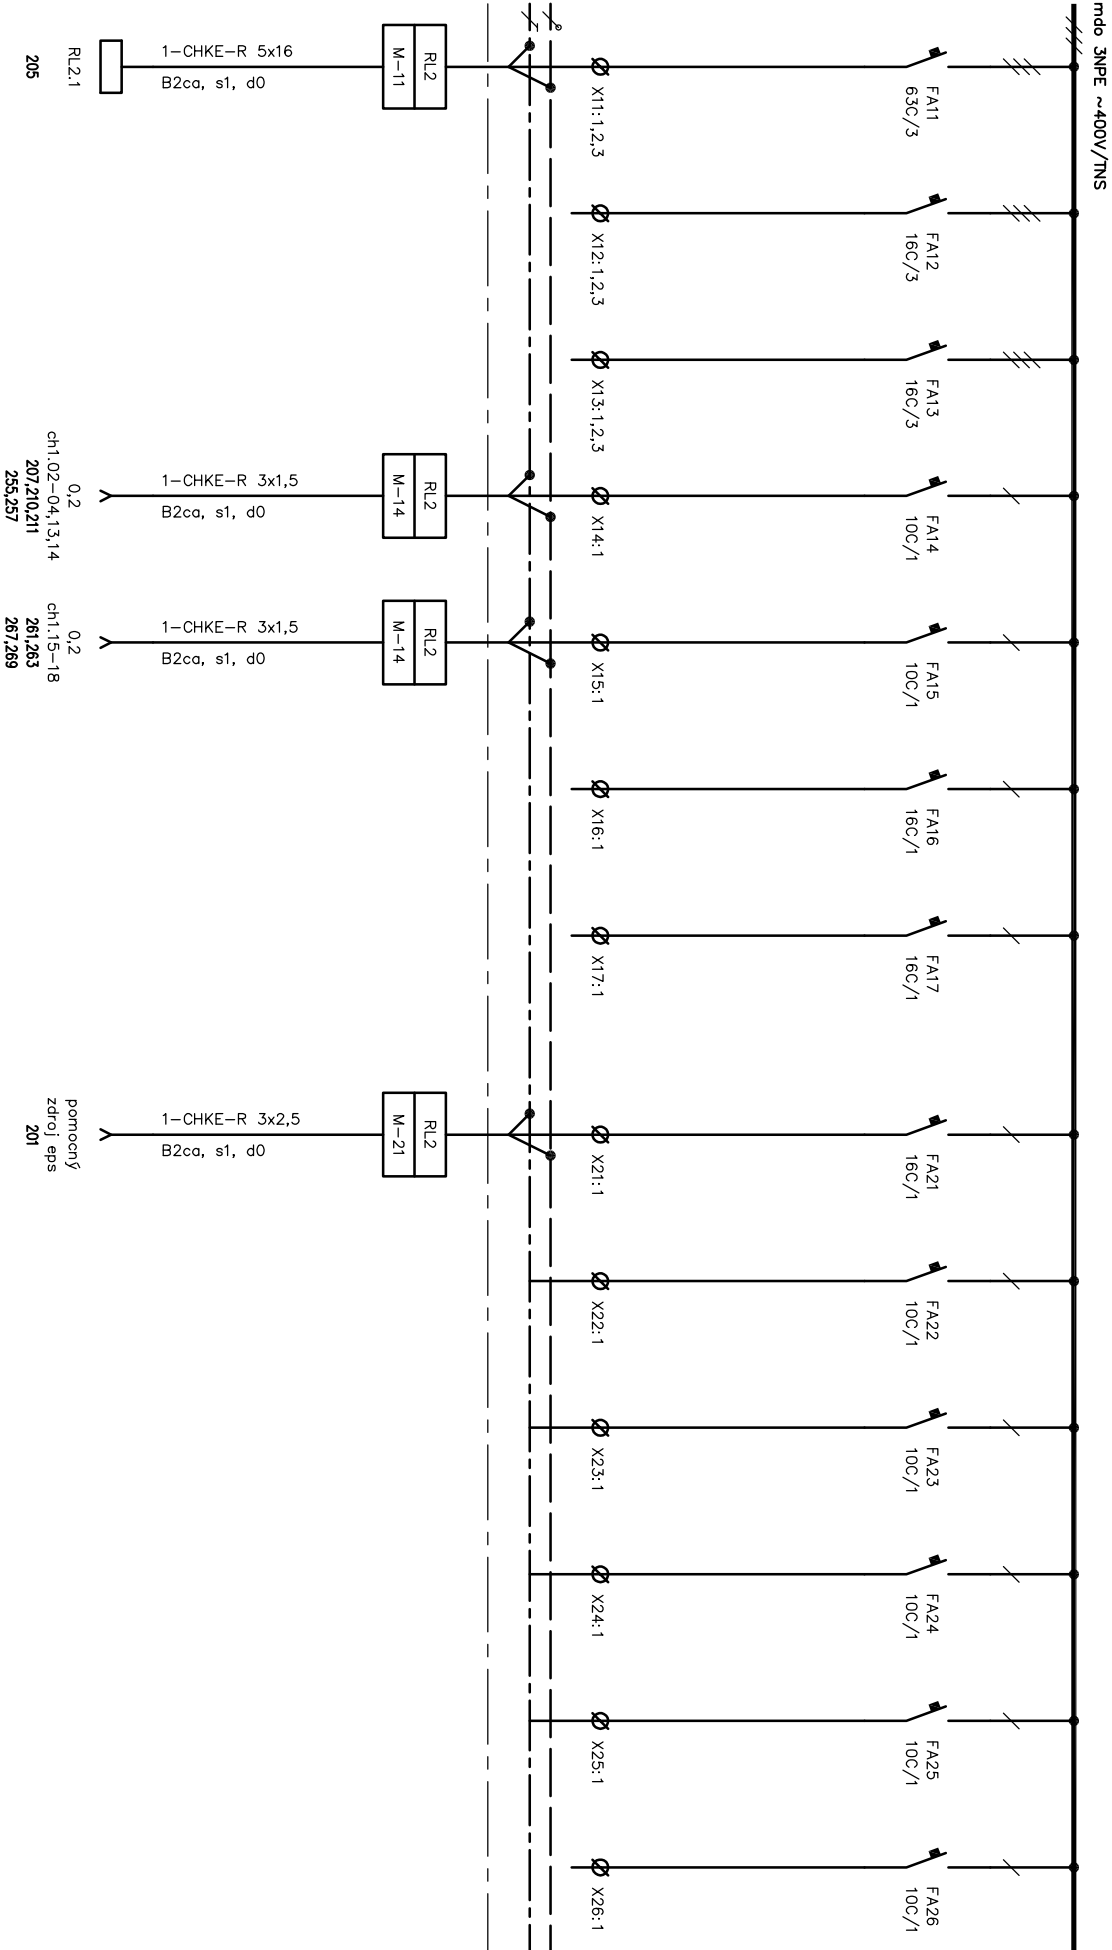 mdo 3NPE ~400V/TNS
FA11
63C/3
X11:1,2,3
RL2
M-11
1-CHKE-R 5x16
B2ca, s1, d0
RL2.1
205
FA12
16C/3
X12:1,2,3
FA13
16C/3
X13:1,2,3
FA14
10C/1
X14:1
RL2
M-14
1-CHKE-R 3x1,5
B2ca, s1, d0
0,2
ch1.02-04,13,14
207,210,211
255,257
FA15
10C/1
X15:1
RL2
M-14
1-CHKE-R 3x1,5
B2ca, s1, d0
0,2
ch1.15-18
261,263
267,269
FA16
16C/1
X16:1
FA17
16C/1
X17:1
FA21
16C/1
X21:1
RL2
M-21
1-CHKE-R 3x2,5
B2ca, s1, d0
pomocný
zdroj eps
201
FA22
10C/1
X22:1
FA23
10C/1
X23:1
FA24
10C/1
X24:1
FA25
10C/1
X25:1
FA26
10C/1
X26:1